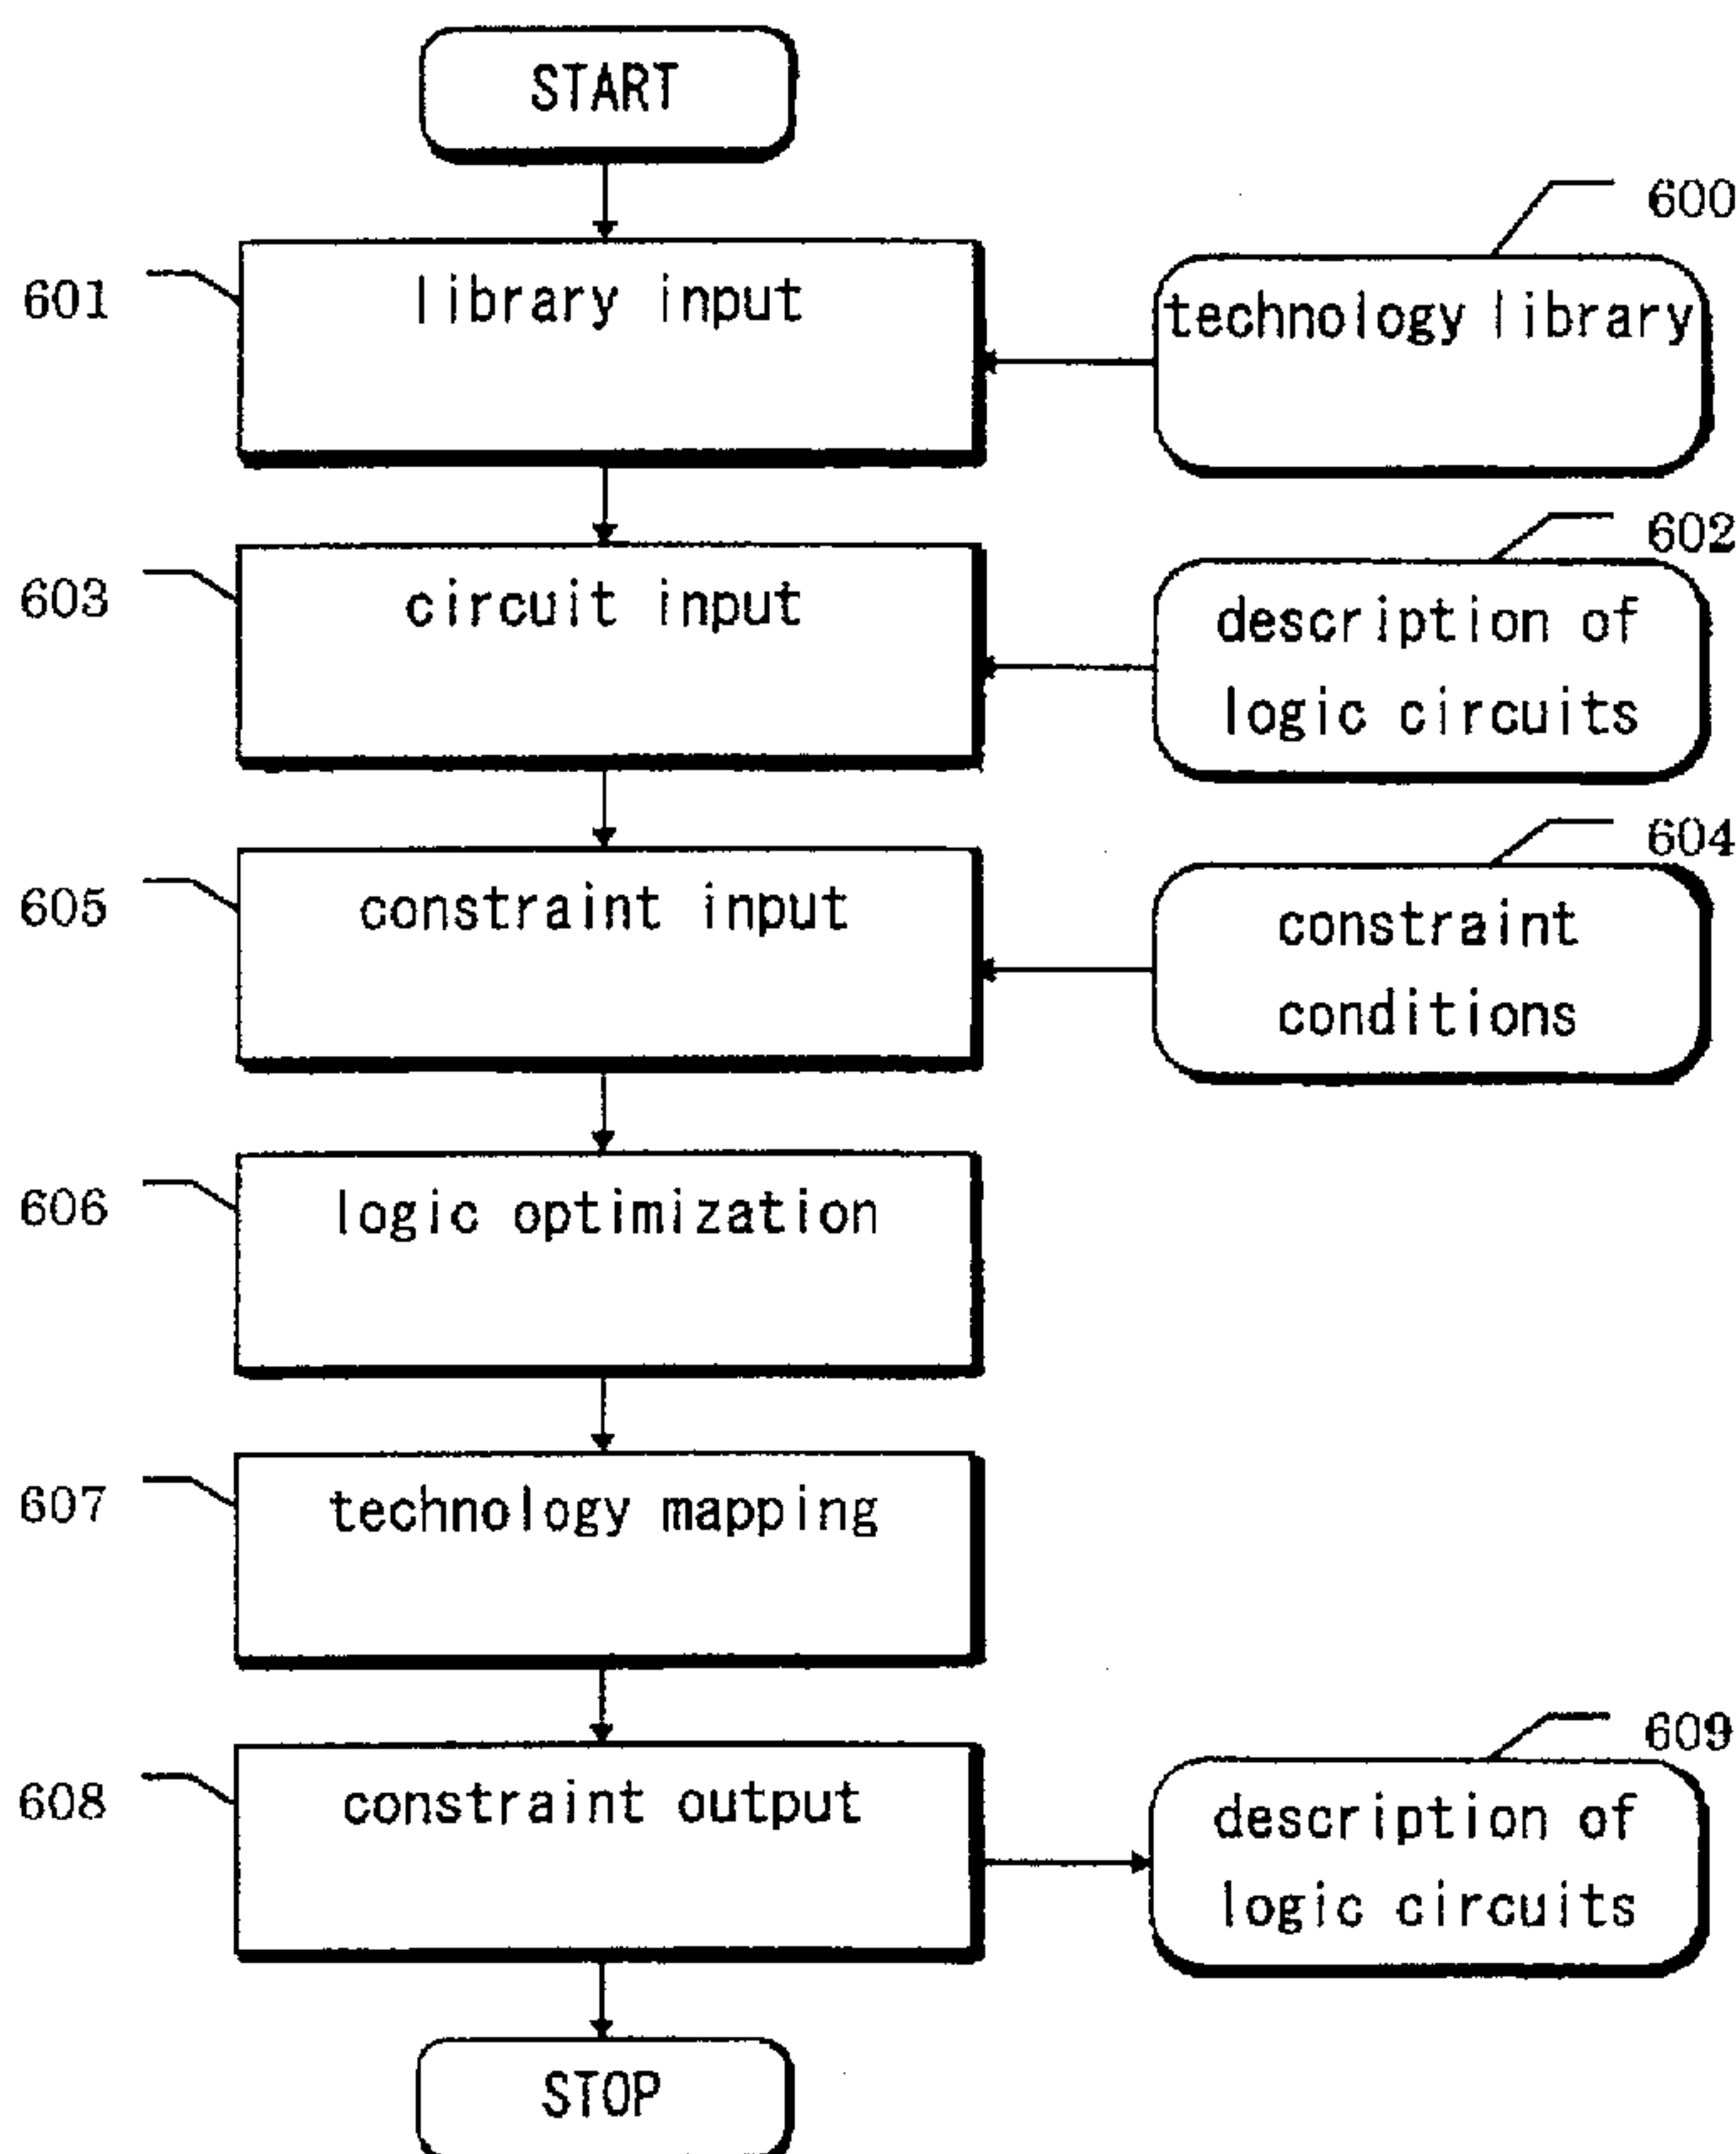 START
600
601
library input
technology library
602
603
circuit input
description of
logic circuits
604
605
constraint input
constraint
conditions
606
logic optimization
607
technology mapping
609
608
constraint output
description of
logic circuits
STOP